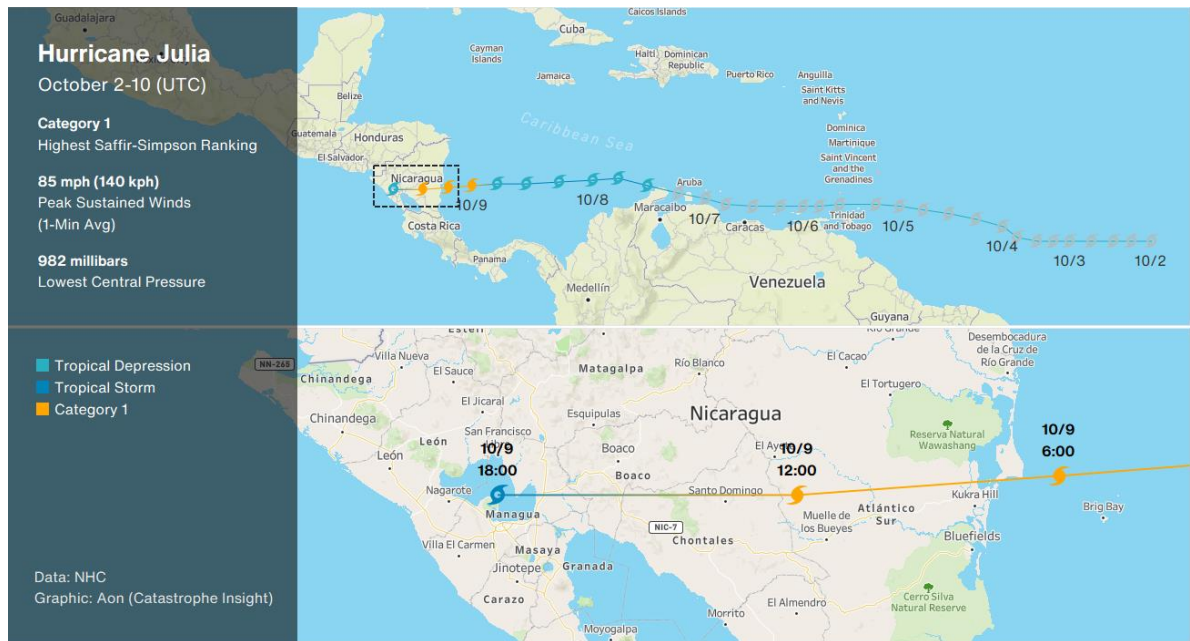 Guadalajara
Hurricane Julia
October 2-10 (UTC)
Category 1
Highest Saffir-Simpson Ranking
85 mph (140 kph)
Peak Sustained Winds
(1-Min Avg)
982 millibars
Lowest Central Pressure
Caicos Islands
Cuba
Cayman
Islands
Haiti
Dominican
Republic
Jamaica
Puerto Rico
Anguilla
Saint Kitts
and Nevis
Belize
Caribbean Sea
Dominica
Martinique
Saint Vincent
and the
Grenadines
Guatemala
Honduras
El Salvador
Nicaragua
Aruba
10/9
10/8
Maracaibo
10/7
Caracas
10/6
Trinidad
and Tobago
10/5
10/4
10/3
10/2
Costa Rica
Panama
Medellín
Venezuela
Guyana
Tropical Depression
Tropical Storm
Category 1
NN-265
Chinandega
Villa Nueva
El Sauce
Matagalpa
Río Blanco
El Cacao
Río Grande
Desembocadura
de la Cruz de
Río Grande
El Tortugero
Chinandega
El Jicaral
Esquipulas
Nicaragua
San Francisco
León
León
Boaco
Boaco
Reserva Natural
Wawashang
10/9
18:00
10/9
12:00
10/9
6:00
Nagarote
Managua
Santo Domingo
Kukra Hill
Brig Bay
NIC-7
Muelle de
los Bueyes
Atlántico
Sur
Villa El Carmen
Masaya
Chontales
Bluefields
Jinotepe
Granada
Carazo
El Almendro
Cerro Silva
Natural Reserve
Morrito
Moyogalpa
Data: NHC
Graphic: Aon (Catastrophe Insight)